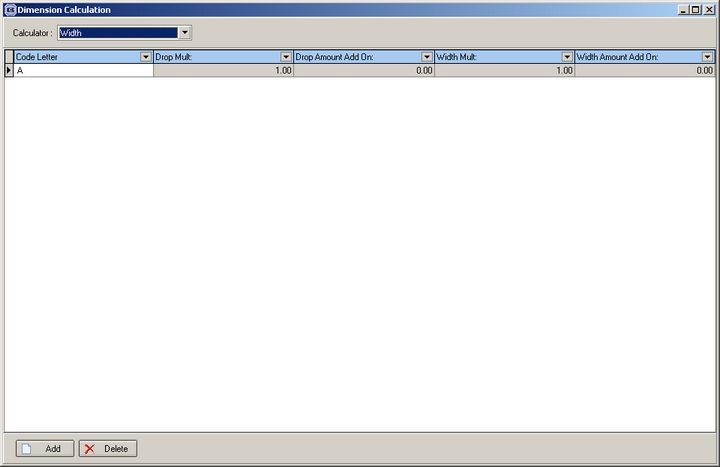 Dimension Calculation
Calculator : Width
Code Letter Drop Mult: Drop Amount Add On: Width Mult: Width Amount Add On:
A 1.00 0.00 1.00 0.00
Add Delete